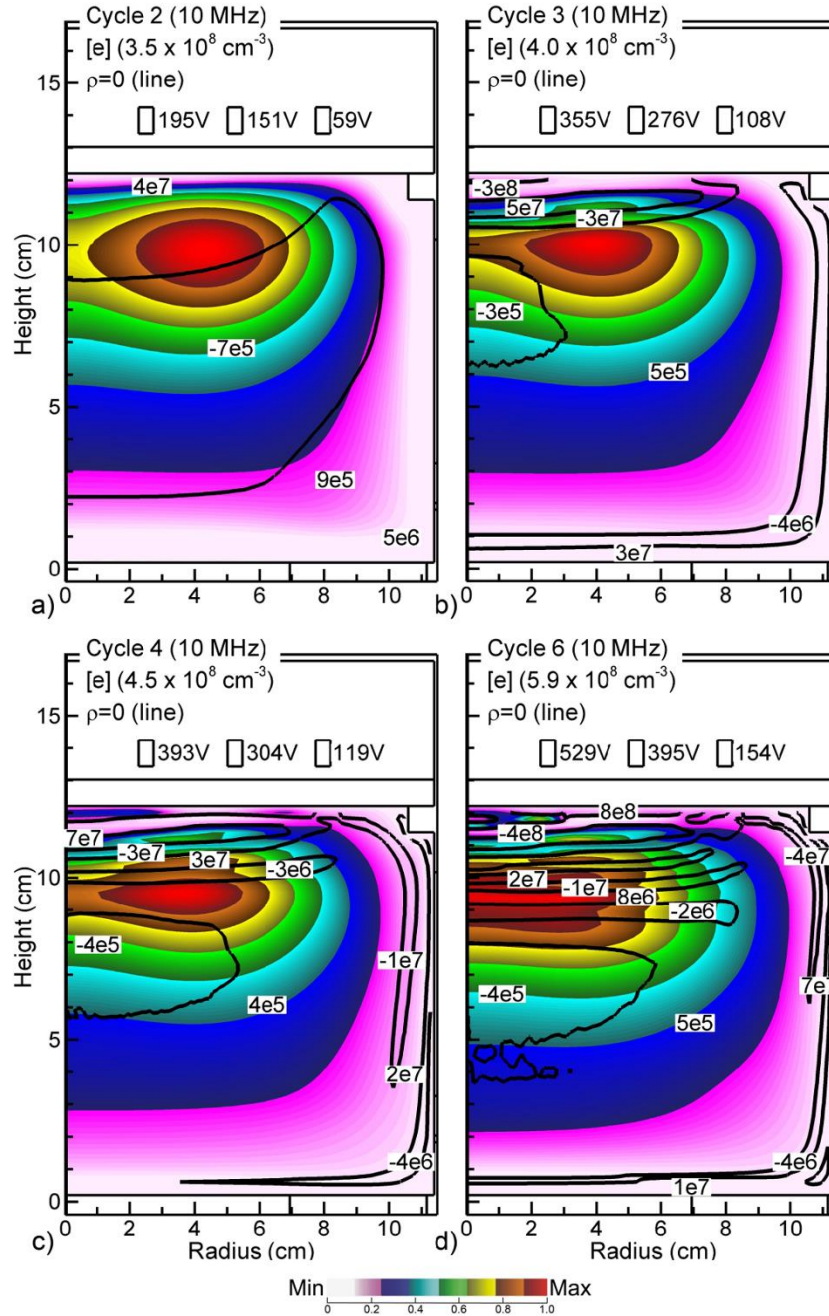 Cycle 2 (10 MHz)
[e] (3.5 x 10⁸ cm⁻³)
ρ=0 (line)
195V 151V 59V
15
10
5
0
Height (cm)
4e7
-7e5
9e5
5e6
0 2 4 6 8 10
a)
Cycle 3 (10 MHz)
[e] (4.0 x 10⁸ cm⁻³)
ρ=0 (line)
355V 276V 108V
-3e8
5e7
-3e7
-3e5
5e5
-4e6
3e7
0 2 4 6 8 10
b)
Cycle 4 (10 MHz)
[e] (4.5 x 10⁸ cm⁻³)
ρ=0 (line)
393V 304V 119V
15
10
5
0
Height (cm)
7e7
-3e7
3e7
-3e6
-4e5
-1e7
4e5
2e7
-4e6
0 2 4 6 8 10
c)
Radius (cm)
Cycle 6 (10 MHz)
[e] (5.9 x 10⁸ cm⁻³)
ρ=0 (line)
529V 395V 154V
8e8
-4e8
-4e7
2e7
-1e7
8e6
-2e6
-4e5
7e7
5e5
-4e6
1e7
0 2 4 6 8 10
d)
Radius (cm)
Min Max
0 0.2 0.4 0.6 0.8 1.0